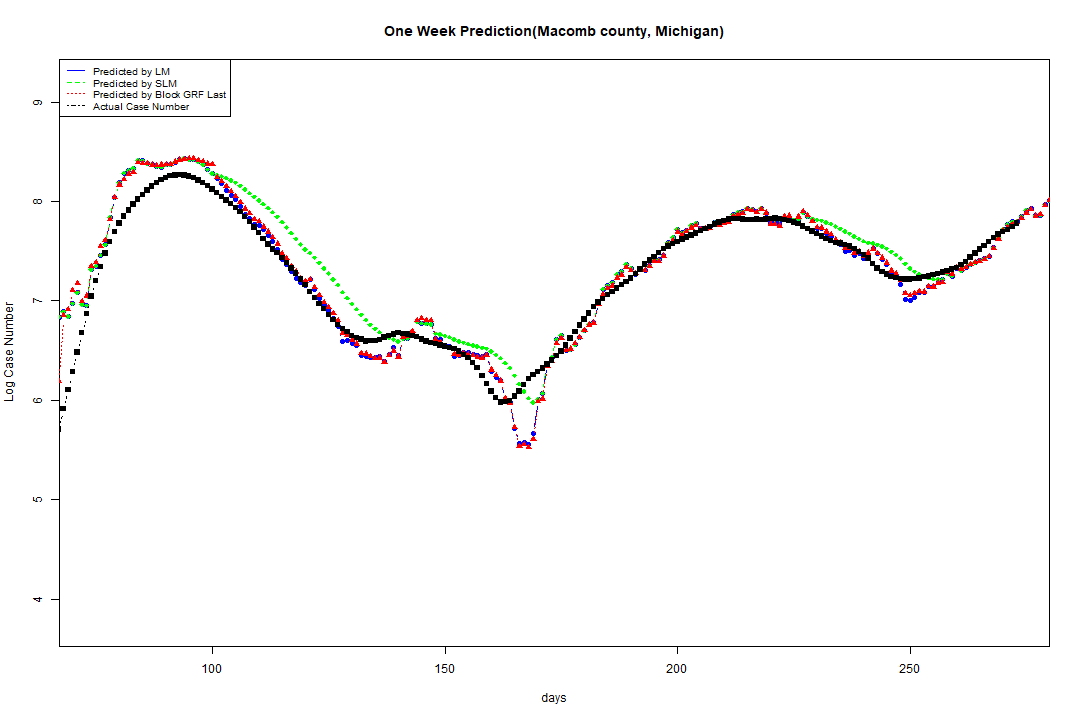 One Week Prediction(Macomb county, Michigan)
Predicted by LM
Predicted by SLM
Predicted by Block GRF Last
Actual Case Number
9
8
7
6
5
4
Log Case Number
100 150 200 250
days